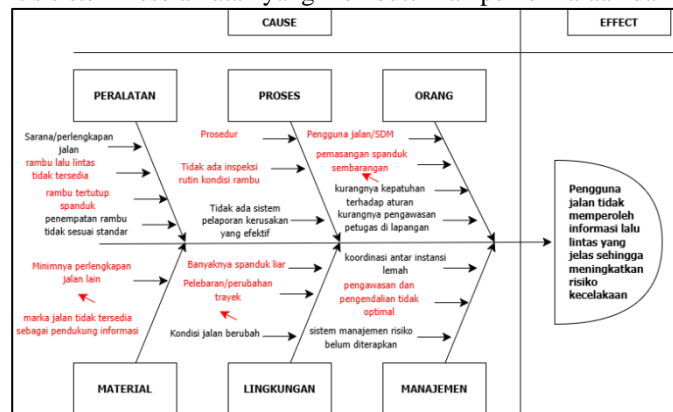 CAUSE
EFFECT
PERALATAN
PROSES
ORANG
Sarana/perlengkapan
jalan
rambu lalu lintas
tidak tersedia
rambu tertutup
spanduk
penempatan rambu
tidak sesuai standar
Prosedur
Tidak ada inspeksi
rutin kondisi rambu
Tidak ada sistem
pelaporan kerusakan
yang efektif
Pengguna jalan/SDM
pemasangan spanduk
sembarangan
kurangnya kepatuhan
terhadap aturan
kurangnya pengawasan
petugas di lapangan
Pengguna
jalan tidak
memperoleh
informasi lalu
lintas yang
jelas sehingga
meningkatkan
risiko
kecelakaan
Minimnya perlengkapan
jalan lain
marka jalan tidak tersedia
sebagai pendukung informasi
Banyaknya spanduk liar
Pelebaran/perubahan
trayek
Kondisi jalan berubah
koordinasi antar instansi
lemah
pengawasan dan
pengendalian tidak
optimal
sistem manajemen risiko
belum diterapkan
MATERIAL
LINGKUNGAN
MANAJEMEN